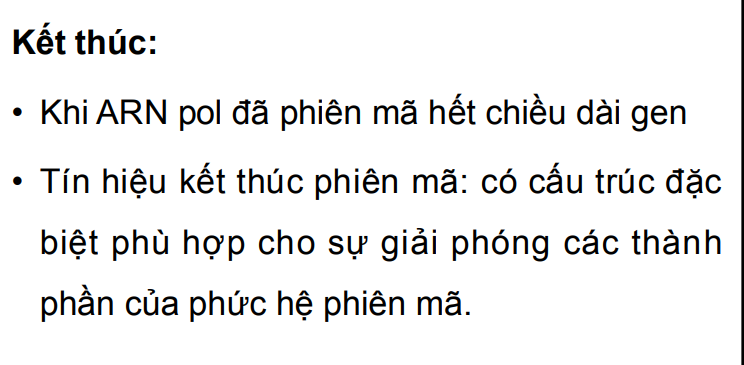 Kết thúc:
• Khi ARN pol đã phiên mã hết chiều dài gen
• Tín hiệu kết thúc phiên mã: có cấu trúc đặc
biệt phù hợp cho sự giải phóng các thành
phần của phức hệ phiên mã.